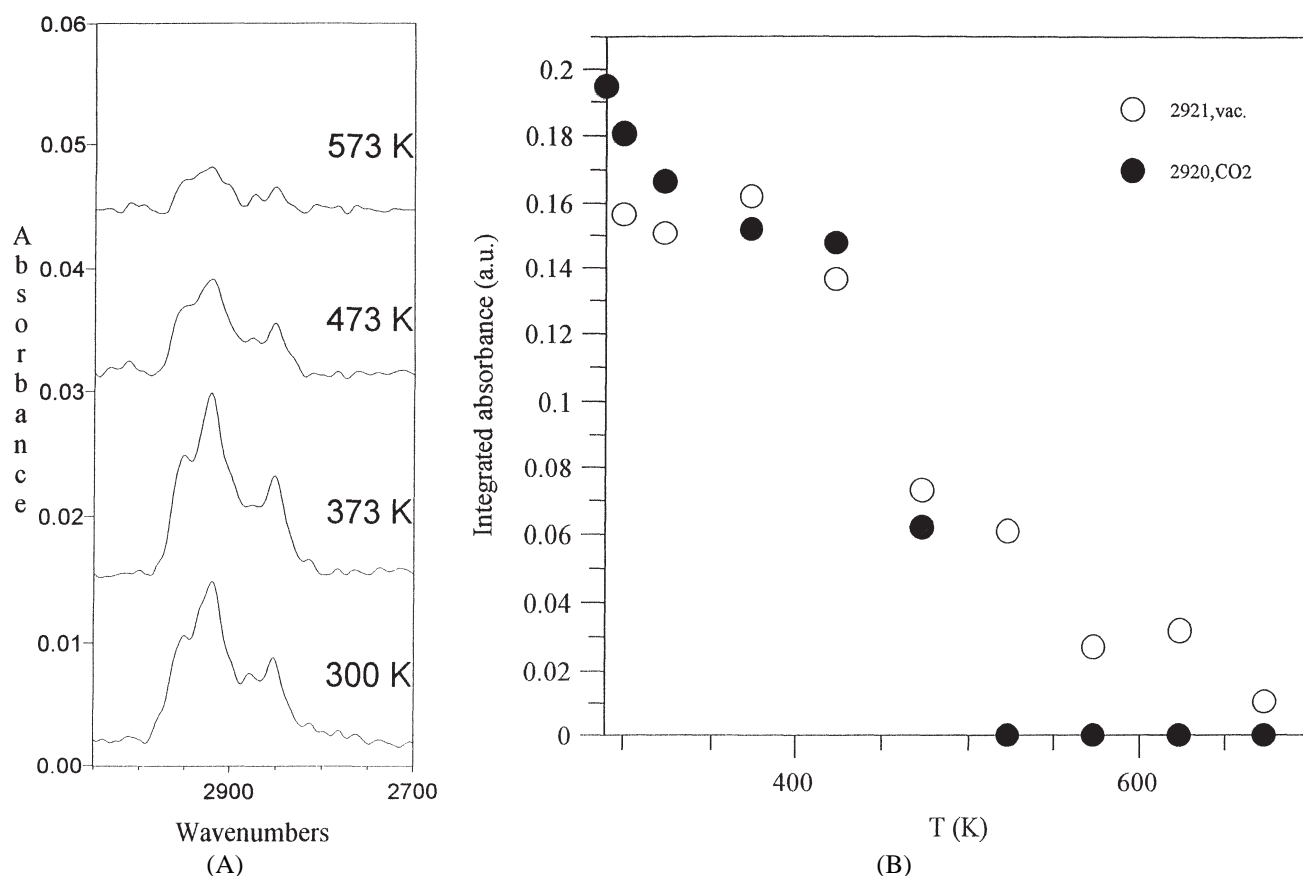 0.06
0.05
0.04
0.03
0.02
0.01
0.00
Absorbance
573 K
473 K
373 K
300 K
2900
2700
Wavenumbers
(A)
0.2
0.18
0.16
0.14
0.12
0.1
0.08
0.06
0.04
0.02
0
Integrated absorbance (a.u.)
2921,vac.
2920,CO2
400
600
T (K)
(B)